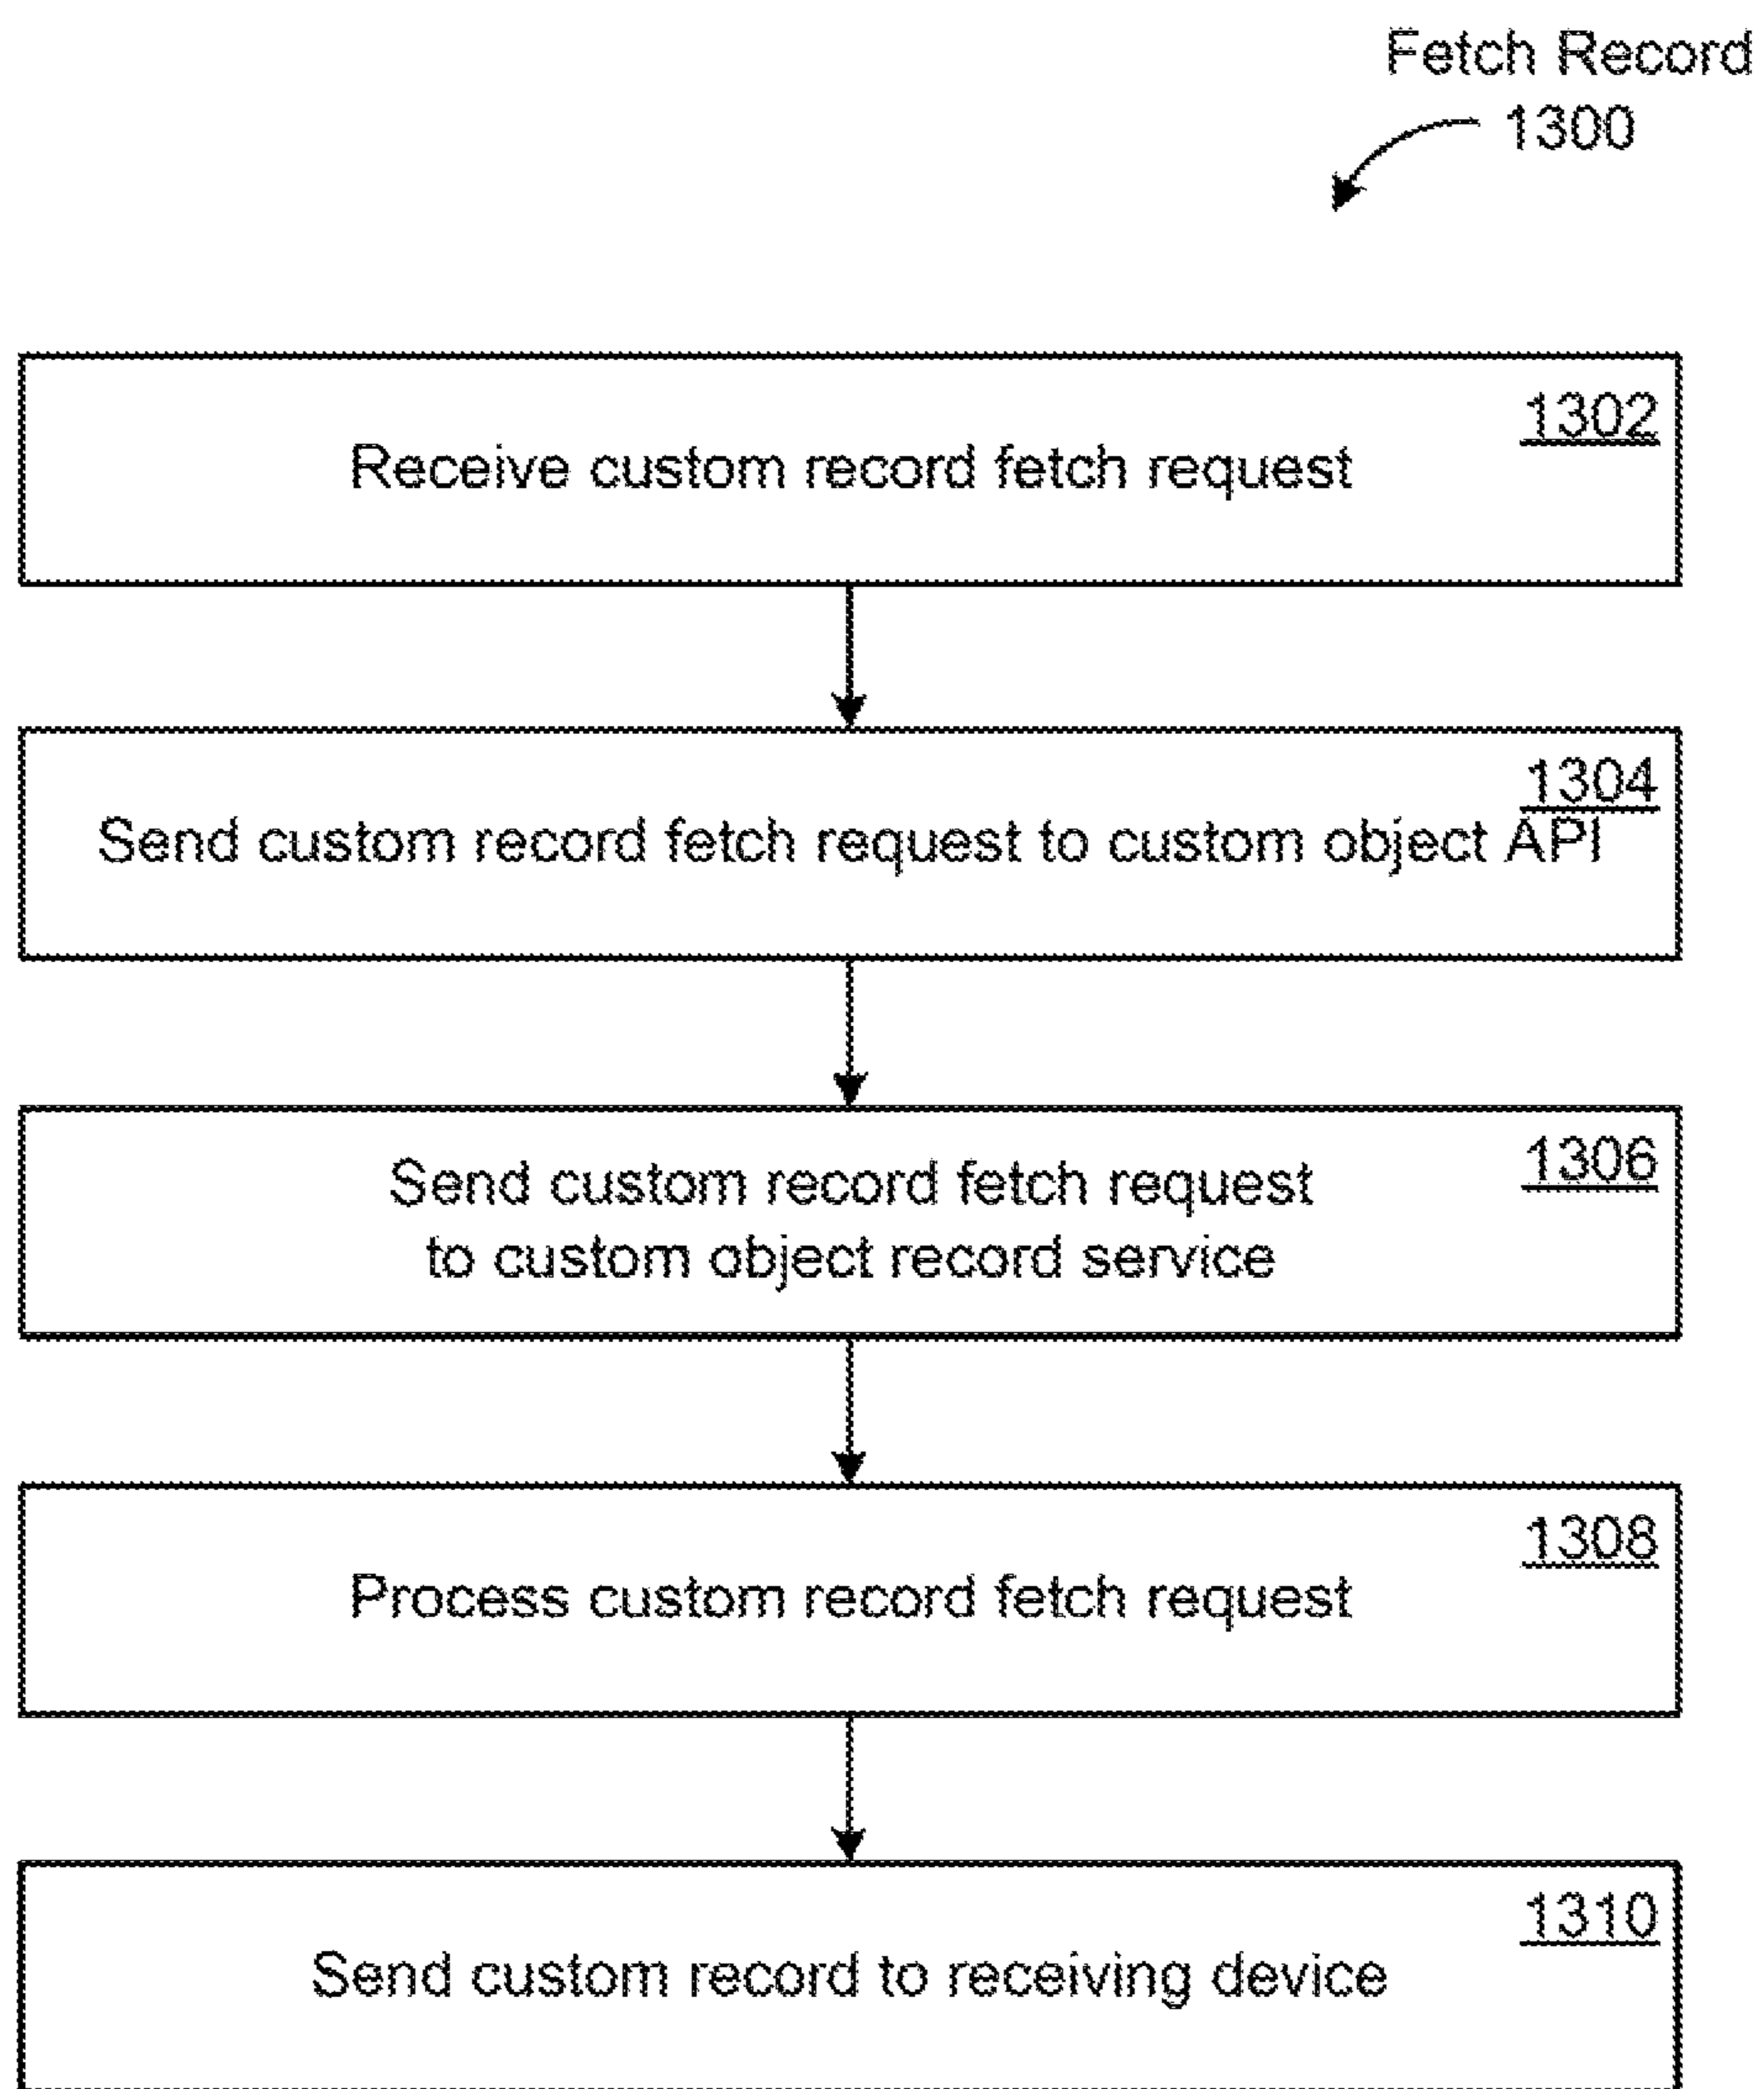 Fetch Record
1300
1302
Receive custom record fetch request
1304
Send custom record fetch request to custom object API
1306
Send custom record fetch request
to custom object record service
1308
Process custom record fetch request
1310
Send custom record to receiving device